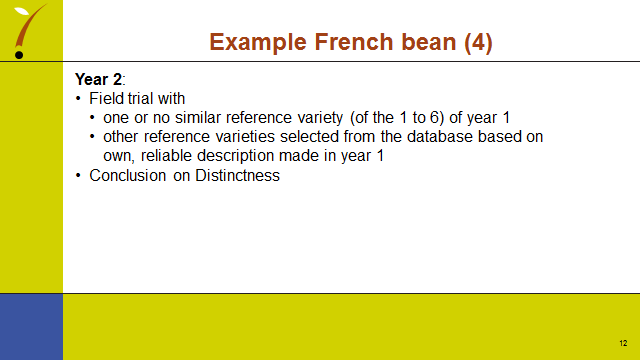 Example French bean (4)
Year 2:
• Field trial with
• one or no similar reference variety (of the 1 to 6) of year 1
• other reference varieties selected from the database based on
own, reliable description made in year 1
• Conclusion on Distinctness
12